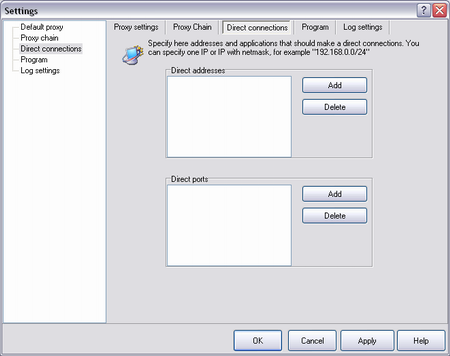 Settings
Default proxy
Proxy chain
Direct connections
Program
Log settings
Proxy settings
Proxy Chain
Direct connections
Program
Log settings
Specify here addresses and applications that should make a direct connections. You
can specify one IP or IP with netmask, for example "192.168.0.0/24"
Direct addresses
Add
Delete
Direct ports
Add
Delete
OK
Cancel
Apply
Help